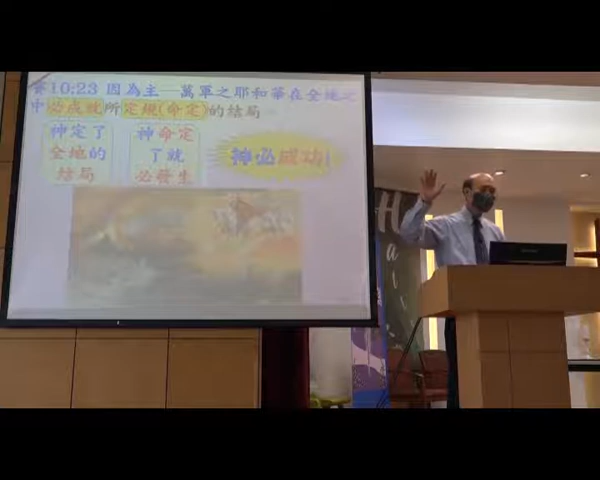 賽10:23 因為主—萬軍之耶和華在全地之
中必成就所定規(命定)的結局
神定了
全地的
結局
神命定
了就
必發生
神必成功!
H
a